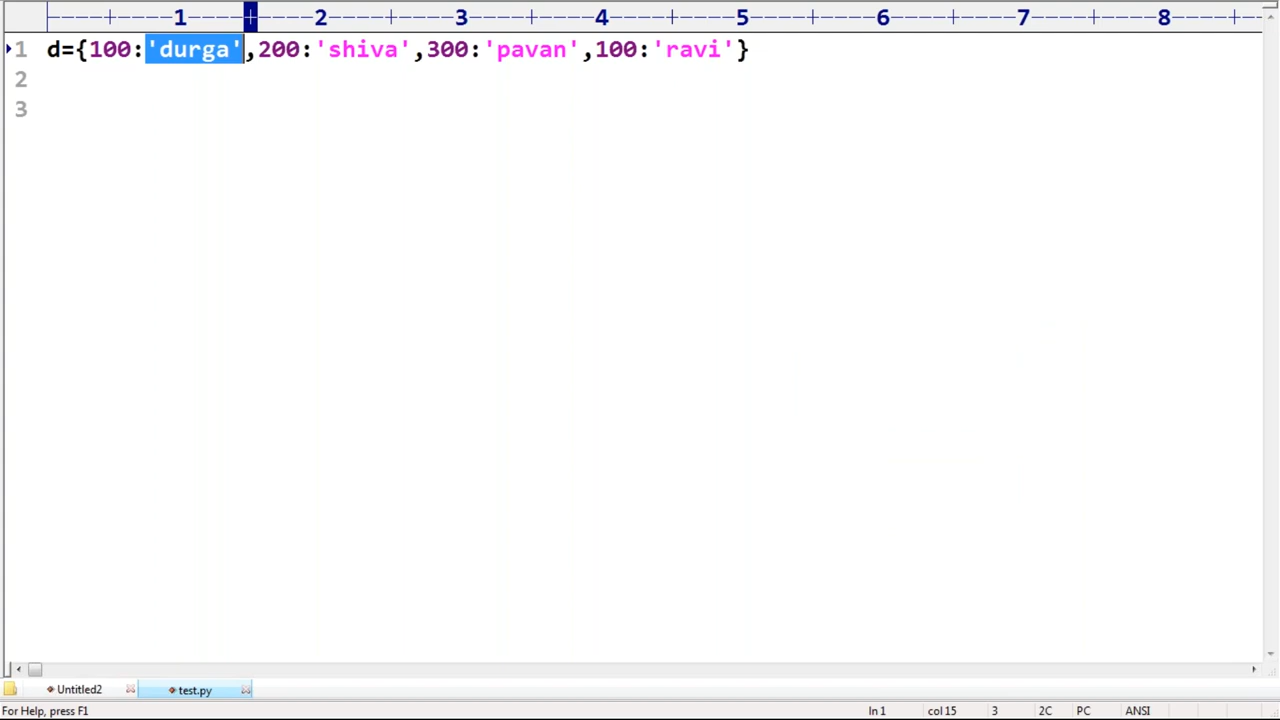 1 2 3 4 5 6 7 8
1 d={100:'durga',200:'shiva',300:'pavan',100:'ravi'}
2
3
Untitled2 test.py
For Help, press F1 ln 1 col 15 3 2C PC ANSI